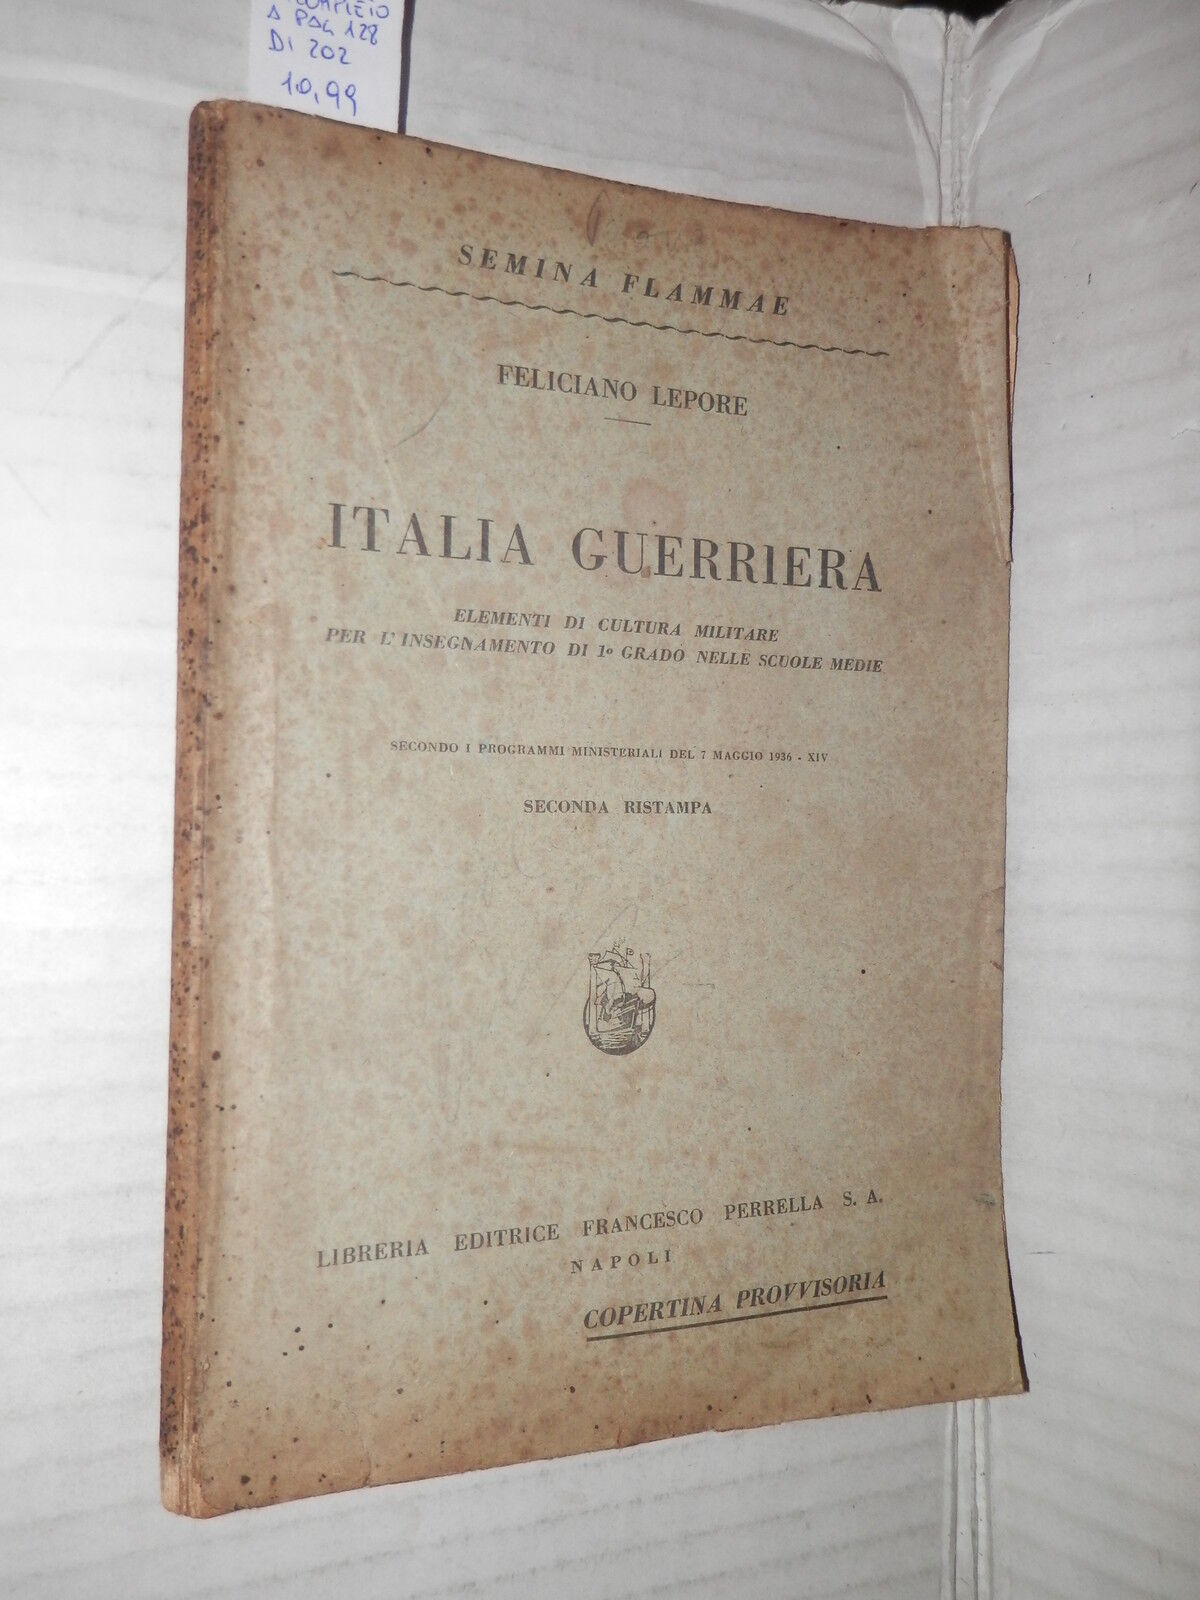 A PAG 128
DI 202
10,99
SEMINA FLAMMAE
FELICIANO LEPORE
ITALIA GUERRIERA
ELEMENTI DI CULTURA MILITARE
PER L'INSEGNAMENTO DI 1º GRADO NELLE SCUOLE MEDIE
SECONDO I PROGRAMMI MINISTERIALI DEL 7 MAGGIO 1936 - XIV
SECONDA RISTAMPA
LIBRERIA EDITRICE FRANCESCO PERRELLA S. A.
NAPOLI
COPERTINA PROVVISORIA